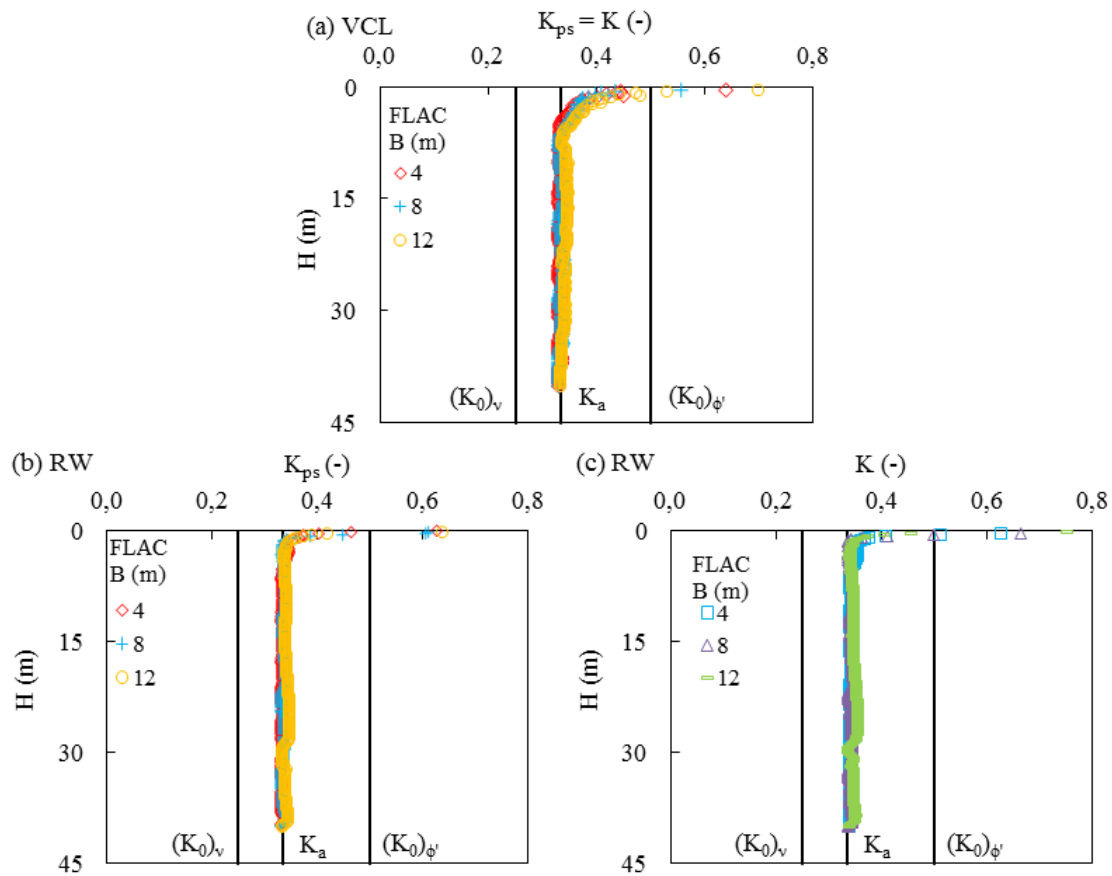 (a) VCL
K_ps = K (-)
0,0 0,2 0,4 0,6 0,8
0
15
30
45
H (m)
FLAC
B (m)
4
8
12
(K₀)ᵥ
Kₐ
(K₀)_ϕ'
(b) RW
K_ps (-)
0,0 0,2 0,4 0,6 0,8
0
15
30
45
H (m)
FLAC
B (m)
4
8
12
(K₀)ᵥ
Kₐ
(K₀)_ϕ'
(c) RW
K (-)
0,0 0,2 0,4 0,6 0,8
0
15
30
45
H (m)
FLAC
B (m)
4
8
12
(K₀)ᵥ
Kₐ
(K₀)_ϕ'